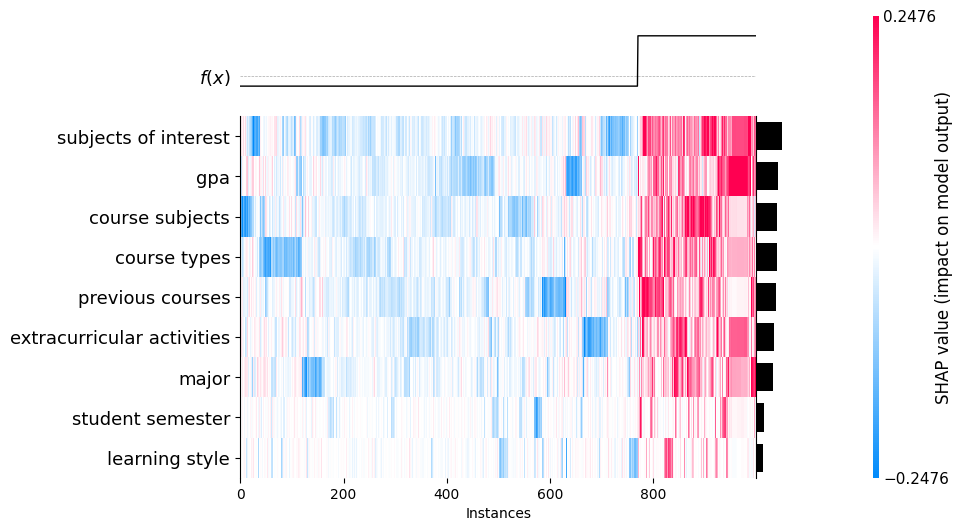 0.2476
f(x)
subjects of interest
gpa
course subjects
course types
previous courses
extracurricular activities
major
student semester
learning style
0 200 400 600 800
Instances
SHAP value (impact on model output)
−0.2476